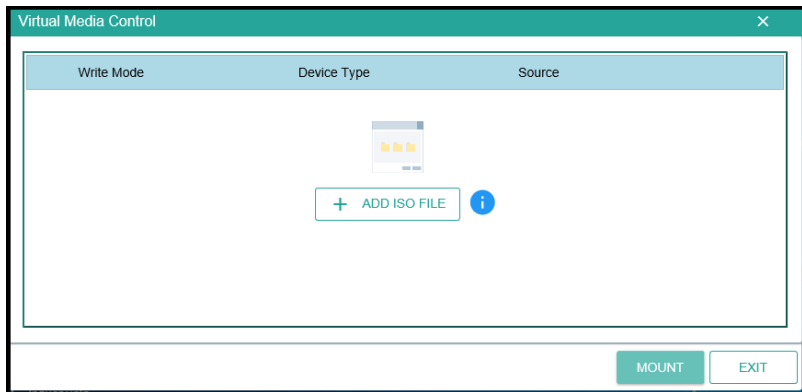 Virtual Media Control
Write Mode Device Type Source
+ ADD ISO FILE i
MOUNT EXIT